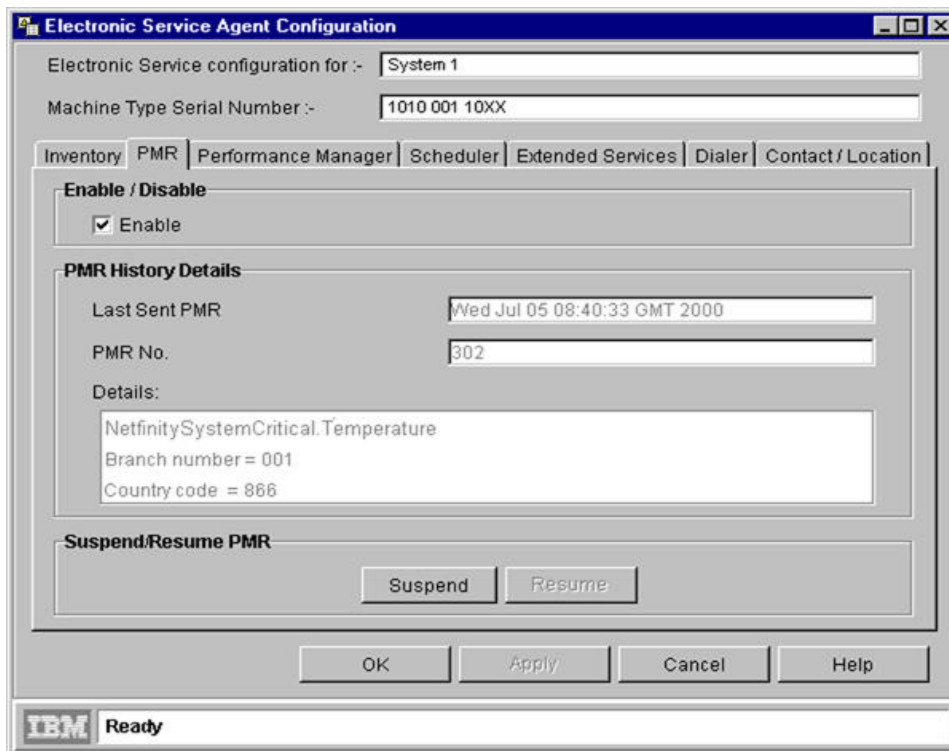 Electronic Service Agent Configuration
Electronic Service configuration for :- System 1
Machine Type Serial Number :- 1010 001 10XX
Inventory PMR Performance Manager Scheduler Extended Services Dialer Contact / Location
Enable / Disable
Enable
PMR History Details
Last Sent PMR Wed Jul 05 08:40:33 GMT 2000
PMR No. 302
Details:
NetfinitySystemCritical.Temperature
Branch number = 001
Country code = 866
Suspend/Resume PMR
Suspend Resume
OK Apply Cancel Help
IBM Ready